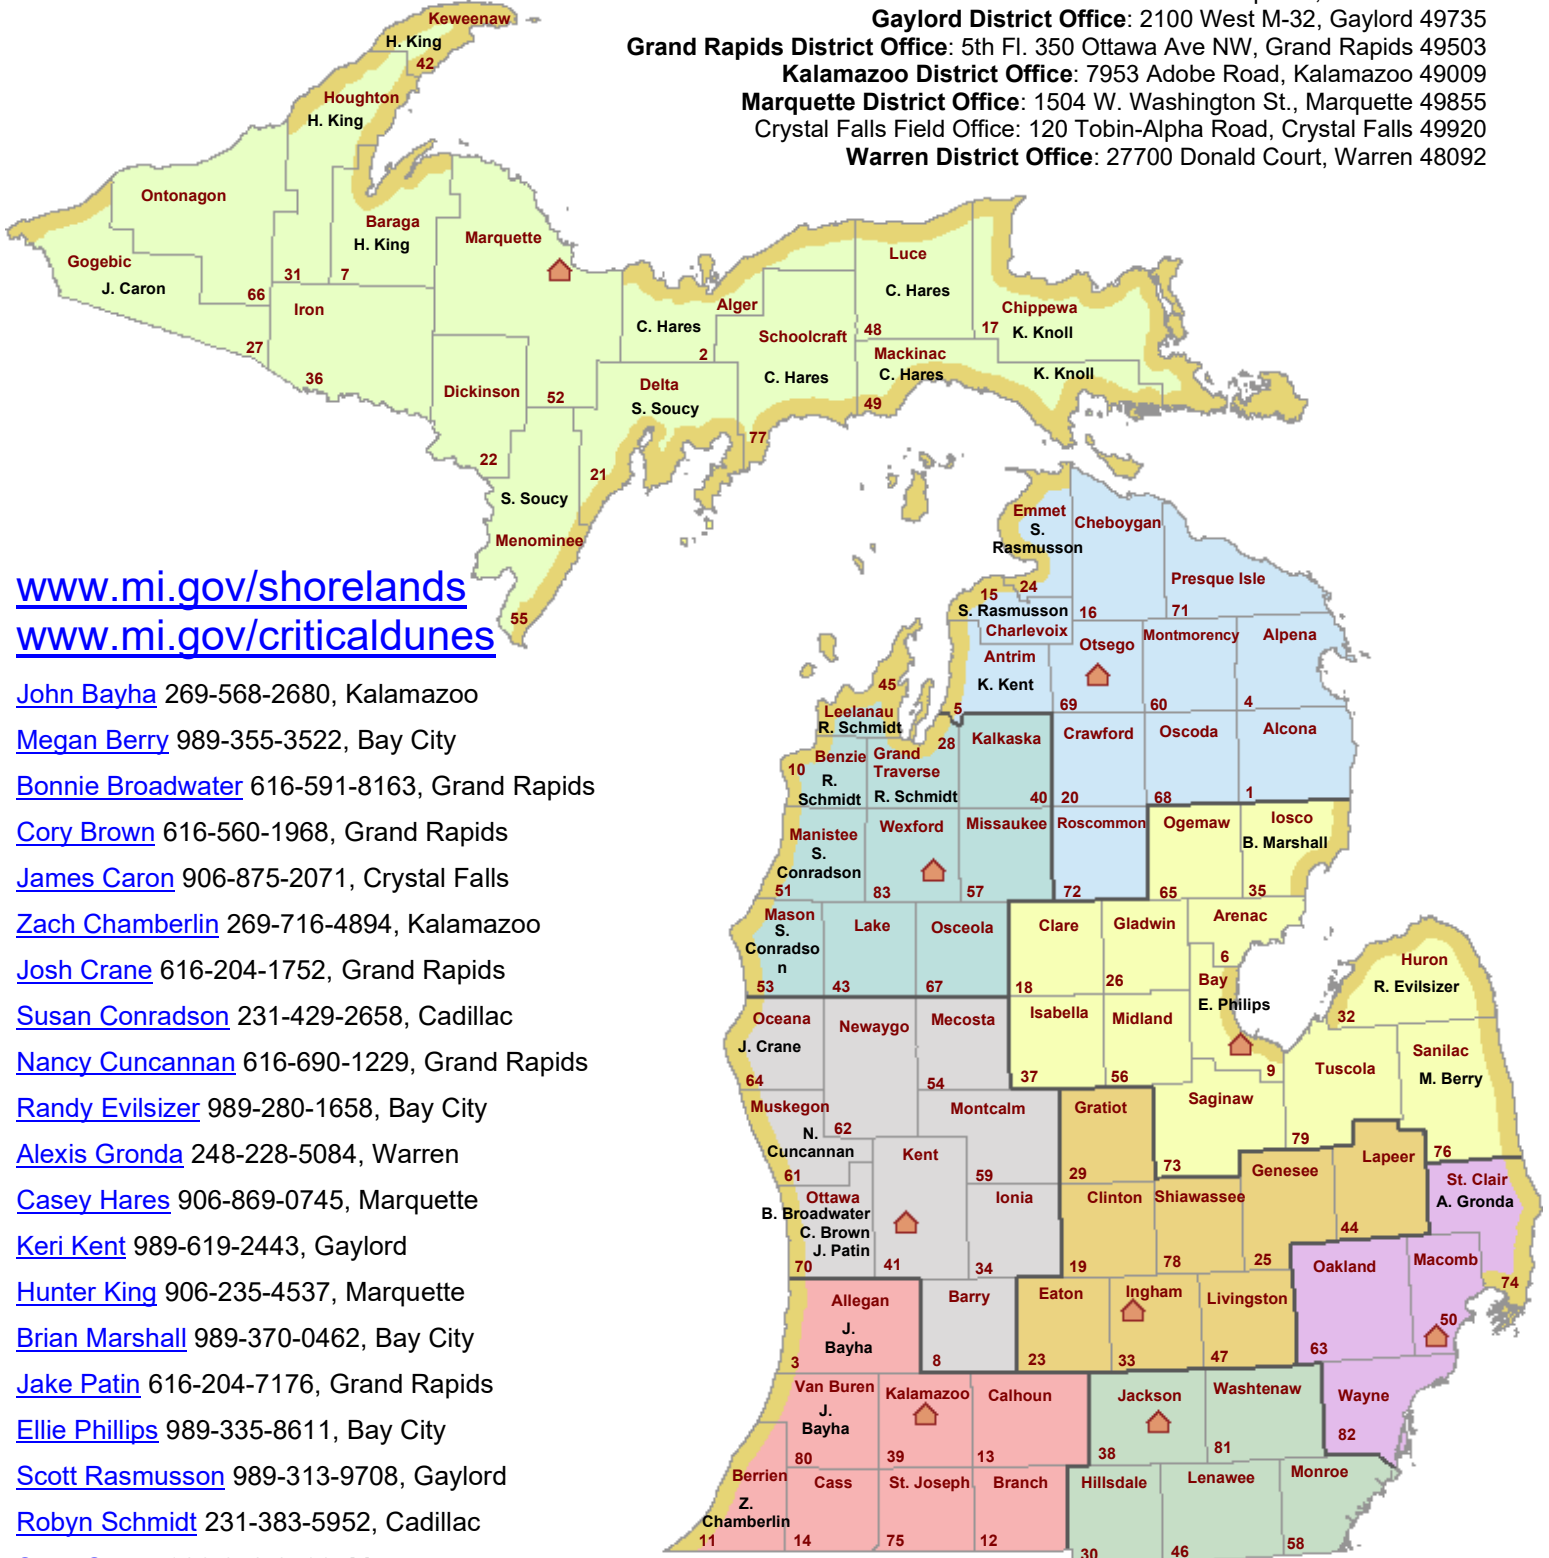 Gaylord District Office: 2100 West M-32, Gaylord 49735
Grand Rapids District Office: 5th Fl. 350 Ottawa Ave NW, Grand Rapids 49503
Kalamazoo District Office: 7953 Adobe Road, Kalamazoo 49009
Marquette District Office: 1504 W. Washington St., Marquette 49855
Crystal Falls Field Office: 120 Tobin-Alpha Road, Crystal Falls 49920
Warren District Office: 27700 Donald Court, Warren 48092
Keweenaw
H. King
42
Houghton
H. King
31
Ontonagon
66
Baraga
H. King
7
Marquette
52
Gogebic
J. Caron
27
Iron
36
Dickinson
22
Alger
C. Hares
2
Schoolcraft
C. Hares
77
Luce
C. Hares
48
Chippewa
K. Knoll
17
Mackinac
C. Hares
K. Knoll
49
Delta
S. Soucy
21
S. Soucy
Menominee
55
www.mi.gov/shorelands
www.mi.gov/criticaldunes
John Bayha 269-568-2680, Kalamazoo
Megan Berry 989-355-3522, Bay City
Bonnie Broadwater 616-591-8163, Grand Rapids
Cory Brown 616-560-1968, Grand Rapids
James Caron 906-875-2071, Crystal Falls
Zach Chamberlin 269-716-4894, Kalamazoo
Josh Crane 616-204-1752, Grand Rapids
Susan Conradson 231-429-2658, Cadillac
Nancy Cuncannan 616-690-1229, Grand Rapids
Randy Evilsizer 989-280-1658, Bay City
Alexis Gronda 248-228-5084, Warren
Casey Hares 906-869-0745, Marquette
Keri Kent 989-619-2443, Gaylord
Hunter King 906-235-4537, Marquette
Brian Marshall 989-370-0462, Bay City
Jake Patin 616-204-7176, Grand Rapids
Ellie Phillips 989-335-8611, Bay City
Scott Rasmusson 989-313-9708, Gaylord
Robyn Schmidt 231-383-5952, Cadillac
Emmet
S.
Rasmusson
24
Cheboygan
16
Presque Isle
71
15
S. Rasmusson
Charlevoix
Antrim
K. Kent
5
Otsego
69
Montmorency
60
Alpena
4
45
Leelanau
R. Schmidt
Benzie
10
R.
Schmidt
Grand
Traverse
R. Schmidt
28
Kalkaska
40
Crawford
20
Oscoda
68
Alcona
1
Manistee
S.
Conradson
51
Wexford
83
Missaukee
57
Roscommon
72
Ogemaw
65
Iosco
B. Marshall
35
Mason
S.
Conradso
n
53
Lake
43
Osceola
67
Clare
18
Gladwin
26
Arenac
6
Bay
E. Philips
9
Huron
R. Evilsizer
32
Oceana
J. Crane
64
Newaygo
62
Mecosta
54
Isabella
37
Midland
56
Saginaw
73
Tuscola
79
Sanilac
M. Berry
76
Muskegon
N.
Cuncannan
61
Montcalm
59
Kent
41
Gratiot
29
Ottawa
B. Broadwater
C. Brown
J. Patin
70
Ionia
34
Clinton
19
Shiawassee
78
Genesee
25
Lapeer
44
St. Clair
A. Gronda
74
Allegan
J.
Bayha
3
Barry
8
Eaton
23
Ingham
33
Livingston
47
Oakland
63
Macomb
50
Van Buren
J.
Bayha
80
Kalamazoo
39
Calhoun
13
Jackson
38
Washtenaw
81
Wayne
82
Berrien
Z.
Chamberlin
11
Cass
14
St. Joseph
75
Branch
12
Hillsdale
30
Lenawee
46
Monroe
58